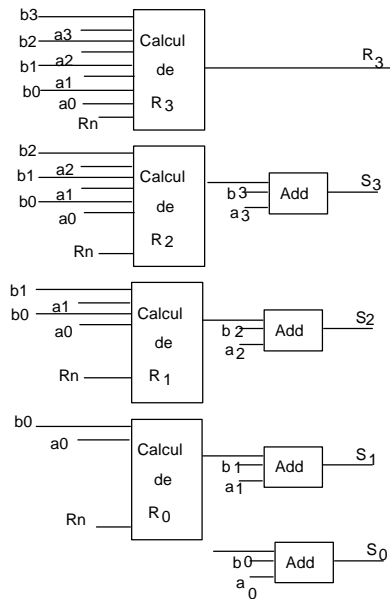 b3
a3
b2
a2
b1
a1
b0
a0
Rn
Calcul
de
R3
R3
b2
a2
b1
a1
b0
a0
Rn
Calcul
de
R2
b3
a3
Add
S3
b1
a1
b0
a0
Rn
Calcul
de
R1
b2
a2
Add
S2
b0
a0
Rn
Calcul
de
R0
b1
a1
Add
S1
b0
a0
Add
S0